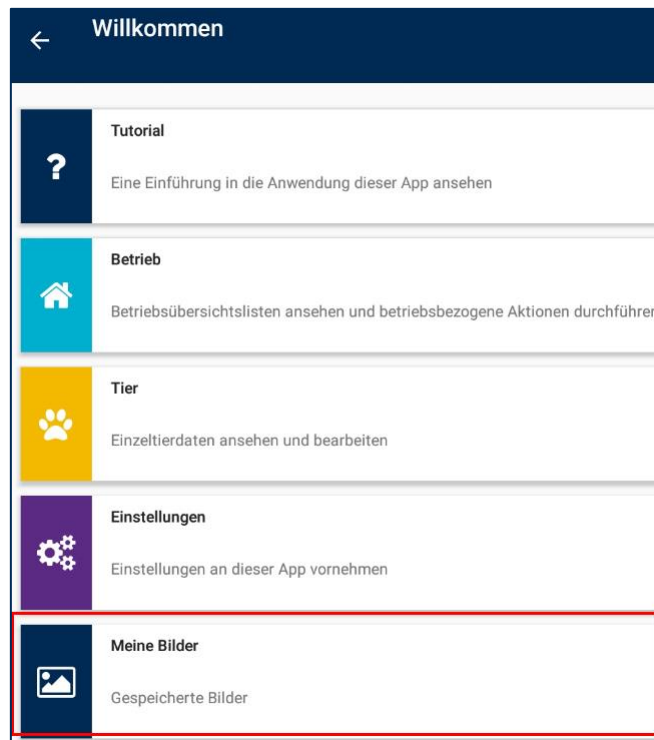 Willkommen
Tutorial
Eine Einführung in die Anwendung dieser App ansehen
Betrieb
Betriebsübersichtslisten ansehen und betriebsbezogene Aktionen durchführen
Tier
Einzeltierdaten ansehen und bearbeiten
Einstellungen
Einstellungen an dieser App vornehmen
Meine Bilder
Gespeicherte Bilder